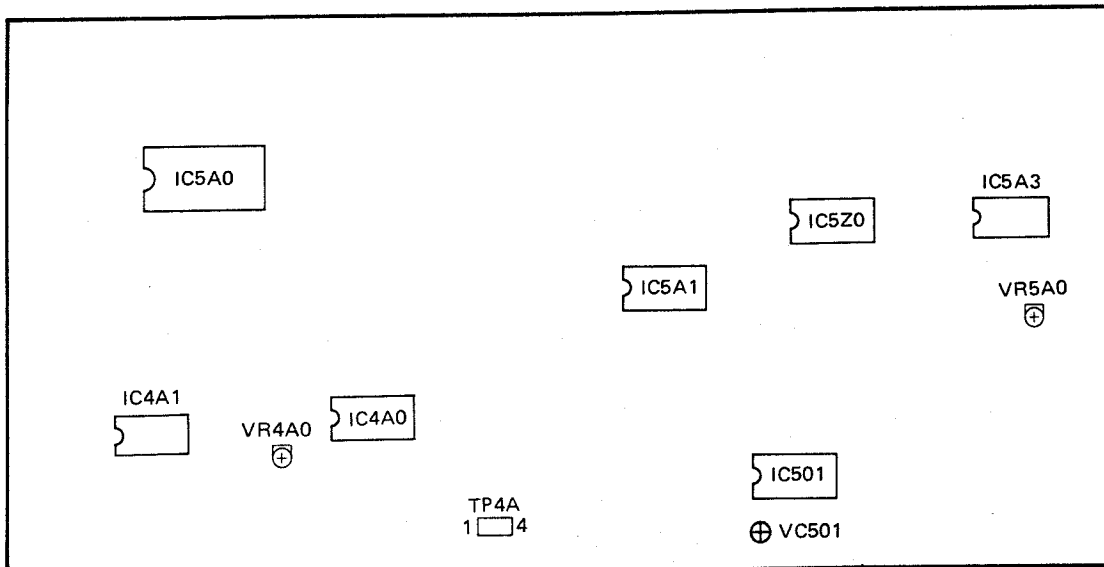 IC5A0
IC5A3
IC5Z0
IC5A1
VR5A0
IC4A1
VR4A0
IC4A0
IC501
TP4A
1 4
VC501